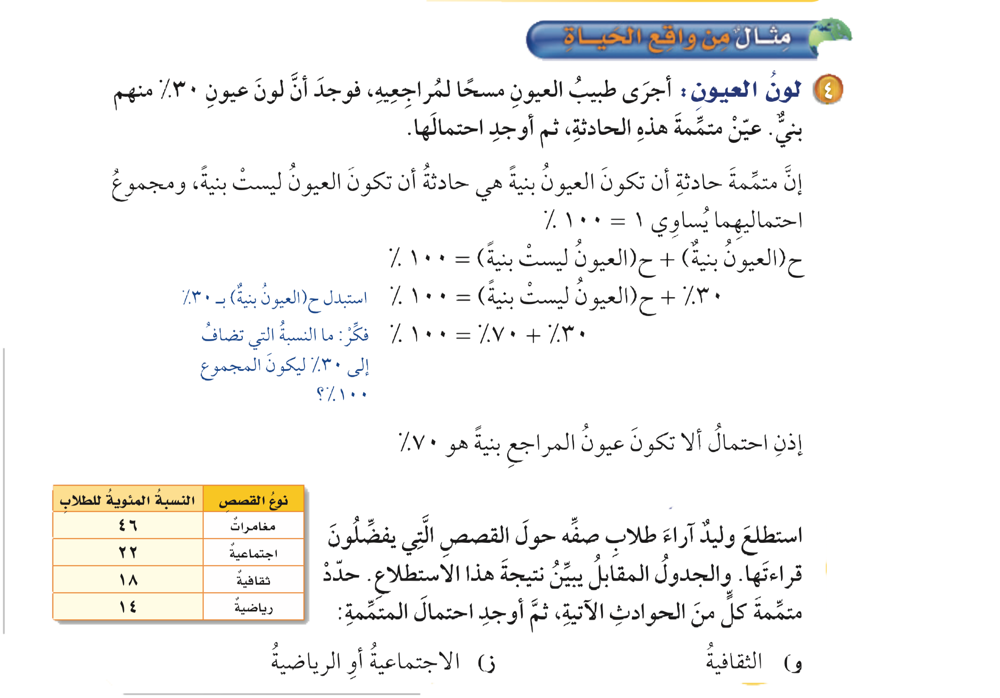 مِثَالٌ مِن واقِعِ الحَياةِ
٤ لونُ العيونِ: أجرَى طبيبُ العيونِ مسحًا لمُراجِعِيهِ، فوجدَ أنَّ لونَ عيونِ ٣٠٪ منهم
بنيٌّ. عيّنْ متمِّمةَ هذهِ الحادثةِ، ثم أوجدِ احتمالَها.
إنَّ متمِّمةَ حادثةِ أن تكونَ العيونُ بنيةً هي حادثةُ أن تكونَ العيونُ ليستْ بنيةً، ومجموعُ
احتماليهِما يُساوِي ١ = ١٠٠ ٪
ح(العيونُ بنيةٌ) + ح(العيونُ ليستْ بنيةً) = ١٠٠ ٪
٣٠٪ + ح(العيونُ ليستْ بنيةً) = ١٠٠ ٪ استبدل ح(العيونُ بنيةٌ) بـ ٣٠٪
٣٠٪ + ٧٠٪ = ١٠٠ ٪ فكِّرْ: ما النسبةُ التي تضافُ
إلى ٣٠٪ ليكونَ المجموع
١٠٠٪؟
إذنِ احتمالُ ألا تكونَ عيونُ المراجعِ بنيةً هو ٧٠٪
استطلعَ وليدٌ آراءَ طلابِ صفِّه حولَ القصصِ الَّتِي يفضِّلُونَ
قراءتَها. والجدولُ المقابلُ يبيِّنُ نتيجةَ هذا الاستطلاعِ. حدّدْ
متمِّمةَ كلٍّ منَ الحوادثِ الآتيةِ، ثمَّ أوجدِ احتمالَ المتمِّمةِ:
نوعُ القصصِ النسبةُ المئويةُ للطلابِ
مغامراتٌ ٤٦
اجتماعيةٌ ٢٢
ثقافيةٌ ١٨
رياضيةٌ ١٤
و) الثقافيةُ ز) الاجتماعيةُ أوِ الرياضيةُ